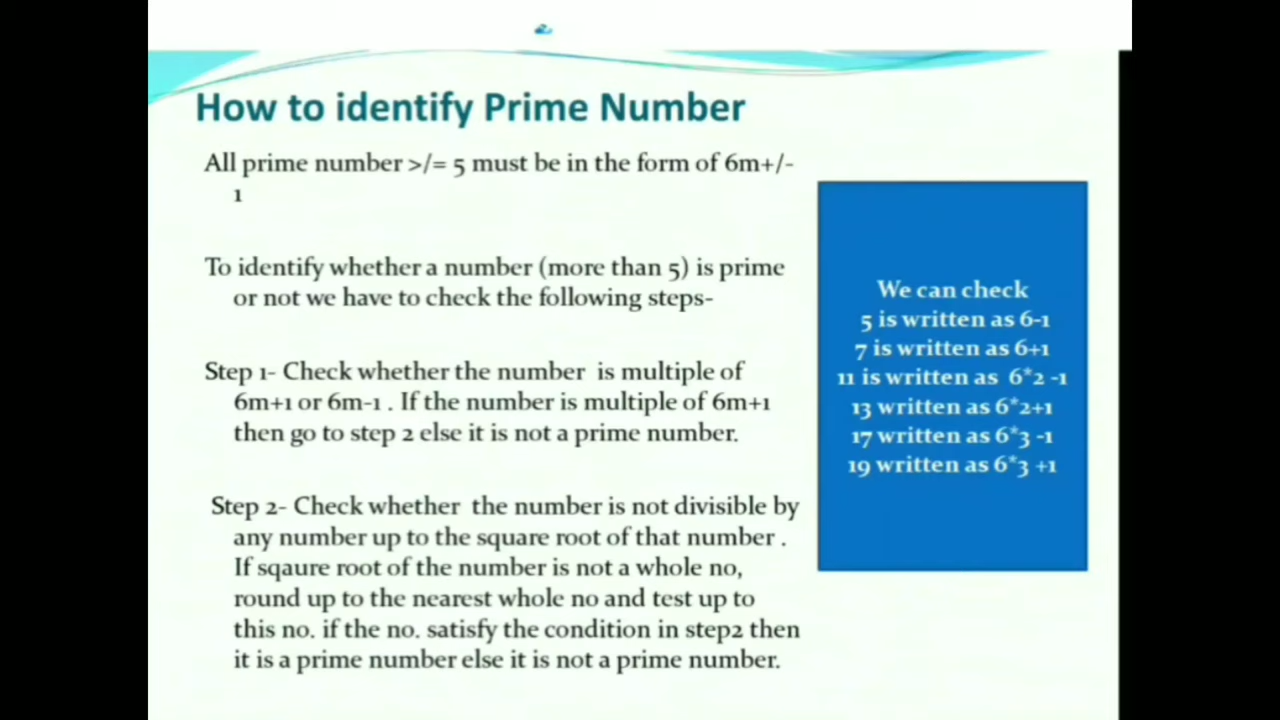 How to identify Prime Number
All prime number >/= 5 must be in the form of 6m+/-
1
To identify whether a number (more than 5) is prime
or not we have to check the following steps-
Step 1- Check whether the number is multiple of
6m+1 or 6m-1 . If the number is multiple of 6m+1
then go to step 2 else it is not a prime number.
Step 2- Check whether the number is not divisible by
any number up to the square root of that number .
If sqaure root of the number is not a whole no,
round up to the nearest whole no and test up to
this no. if the no. satisfy the condition in step2 then
it is a prime number else it is not a prime number.
We can check
5 is written as 6-1
7 is written as 6+1
11 is written as 6*2 -1
13 written as 6*2+1
17 written as 6*3 -1
19 written as 6*3 +1